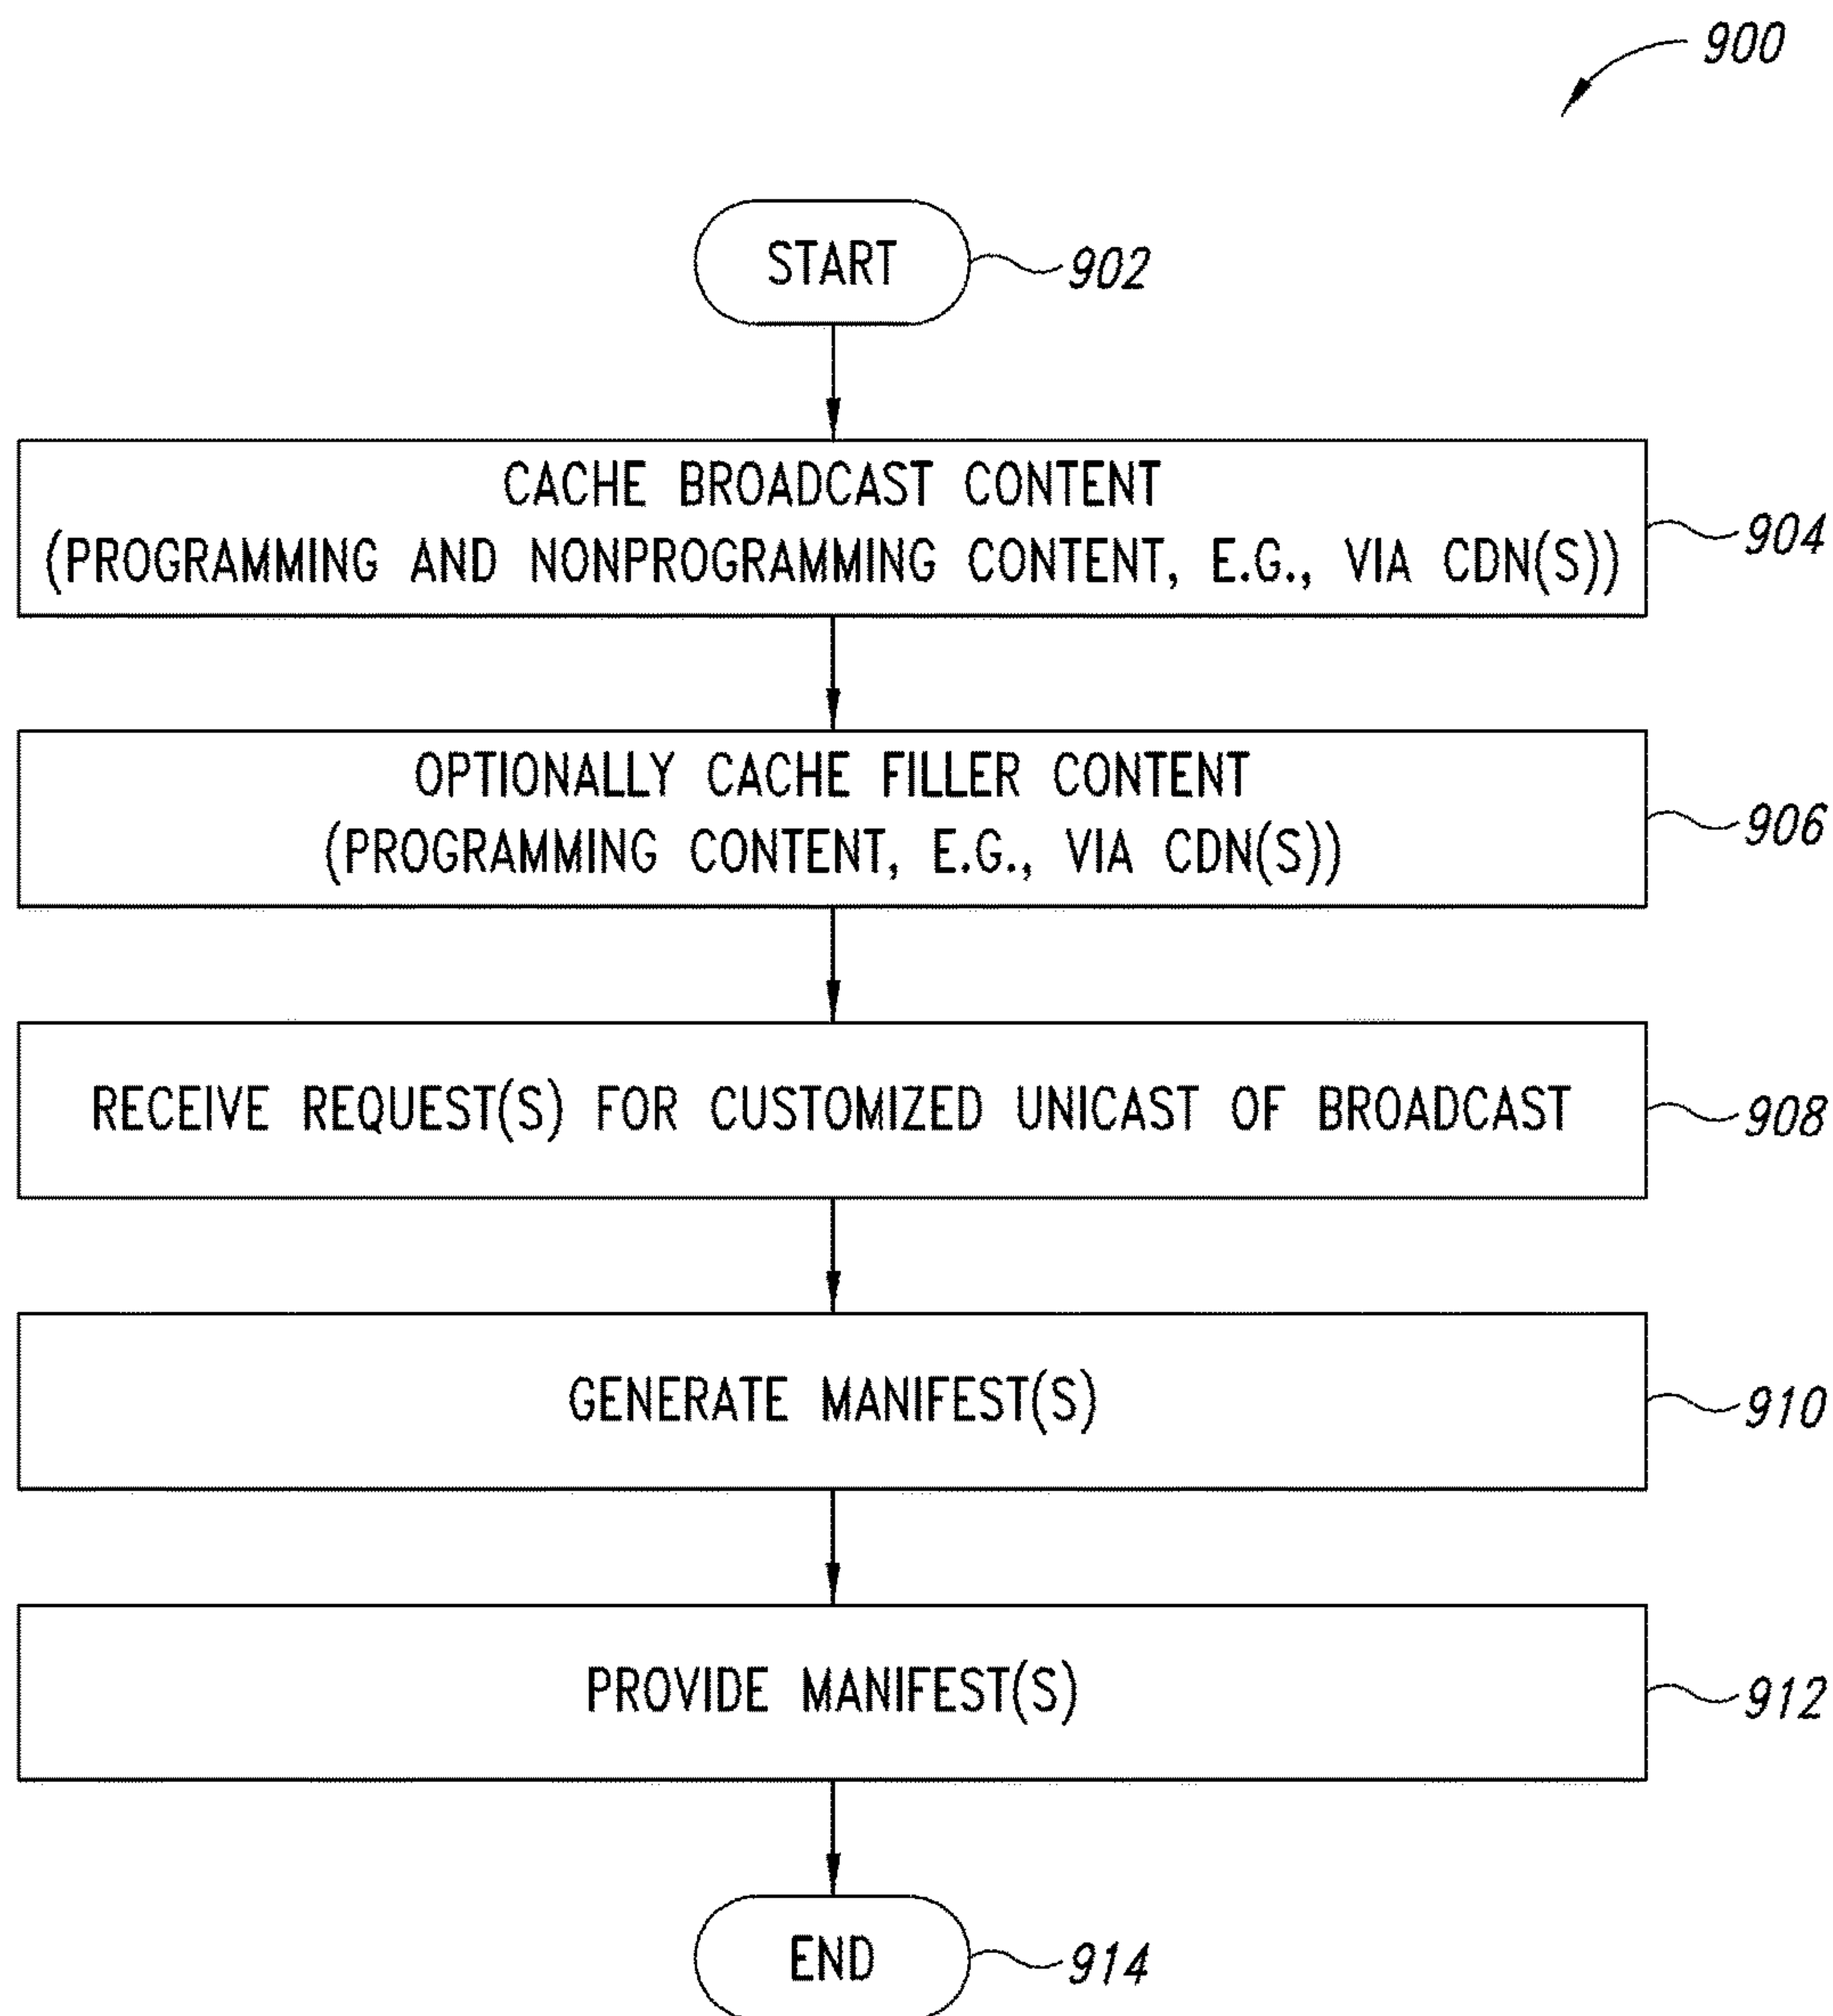 900
START
902
CACHE BROADCAST CONTENT
(PROGRAMMING AND NONPROGRAMMING CONTENT, E.G., VIA CDN(S))
904
OPTIONALLY CACHE FILLER CONTENT
(PROGRAMMING CONTENT, E.G., VIA CDN(S))
906
RECEIVE REQUEST(S) FOR CUSTOMIZED UNICAST OF BROADCAST
908
GENERATE MANIFEST(S)
910
PROVIDE MANIFEST(S)
912
END
914